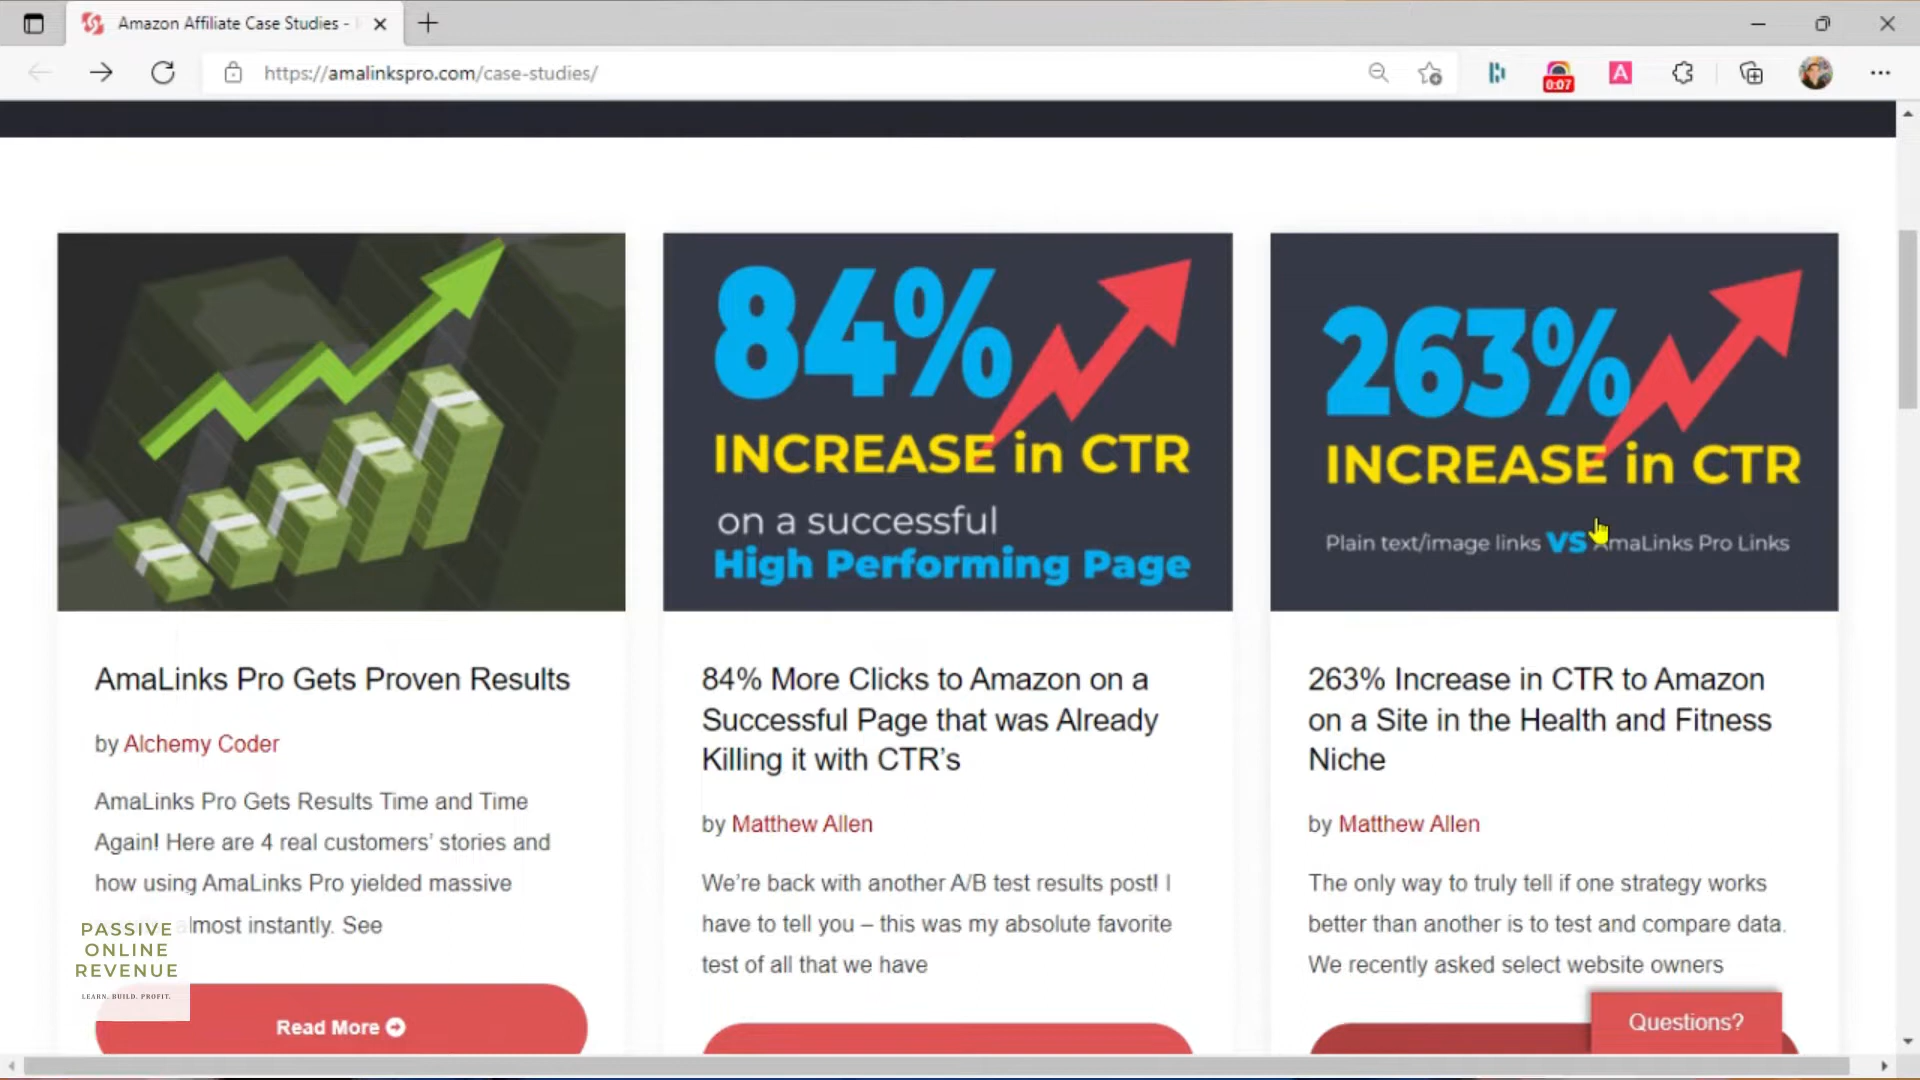 Amazon Affiliate Case Studies -
https://amalinkspro.com/case-studies/
0:07
A
84%
INCREASE in CTR
on a successful
High Performing Page
263%
INCREASE in CTR
Plain text/image links VS AmaLinks Pro Links
AmaLinks Pro Gets Proven Results
by Alchemy Coder
AmaLinks Pro Gets Results Time and Time
Again! Here are 4 real customers’ stories and
how using AmaLinks Pro yielded massive
almost instantly. See
Read More
84% More Clicks to Amazon on a
Successful Page that was Already
Killing it with CTR’s
by Matthew Allen
We’re back with another A/B test results post! I
have to tell you – this was my absolute favorite
test of all that we have
263% Increase in CTR to Amazon
on a Site in the Health and Fitness
Niche
by Matthew Allen
The only way to truly tell if one strategy works
better than another is to test and compare data.
We recently asked select website owners
Questions?
PASSIVE
ONLINE
REVENUE
LEARN. BUILD. PROFIT.